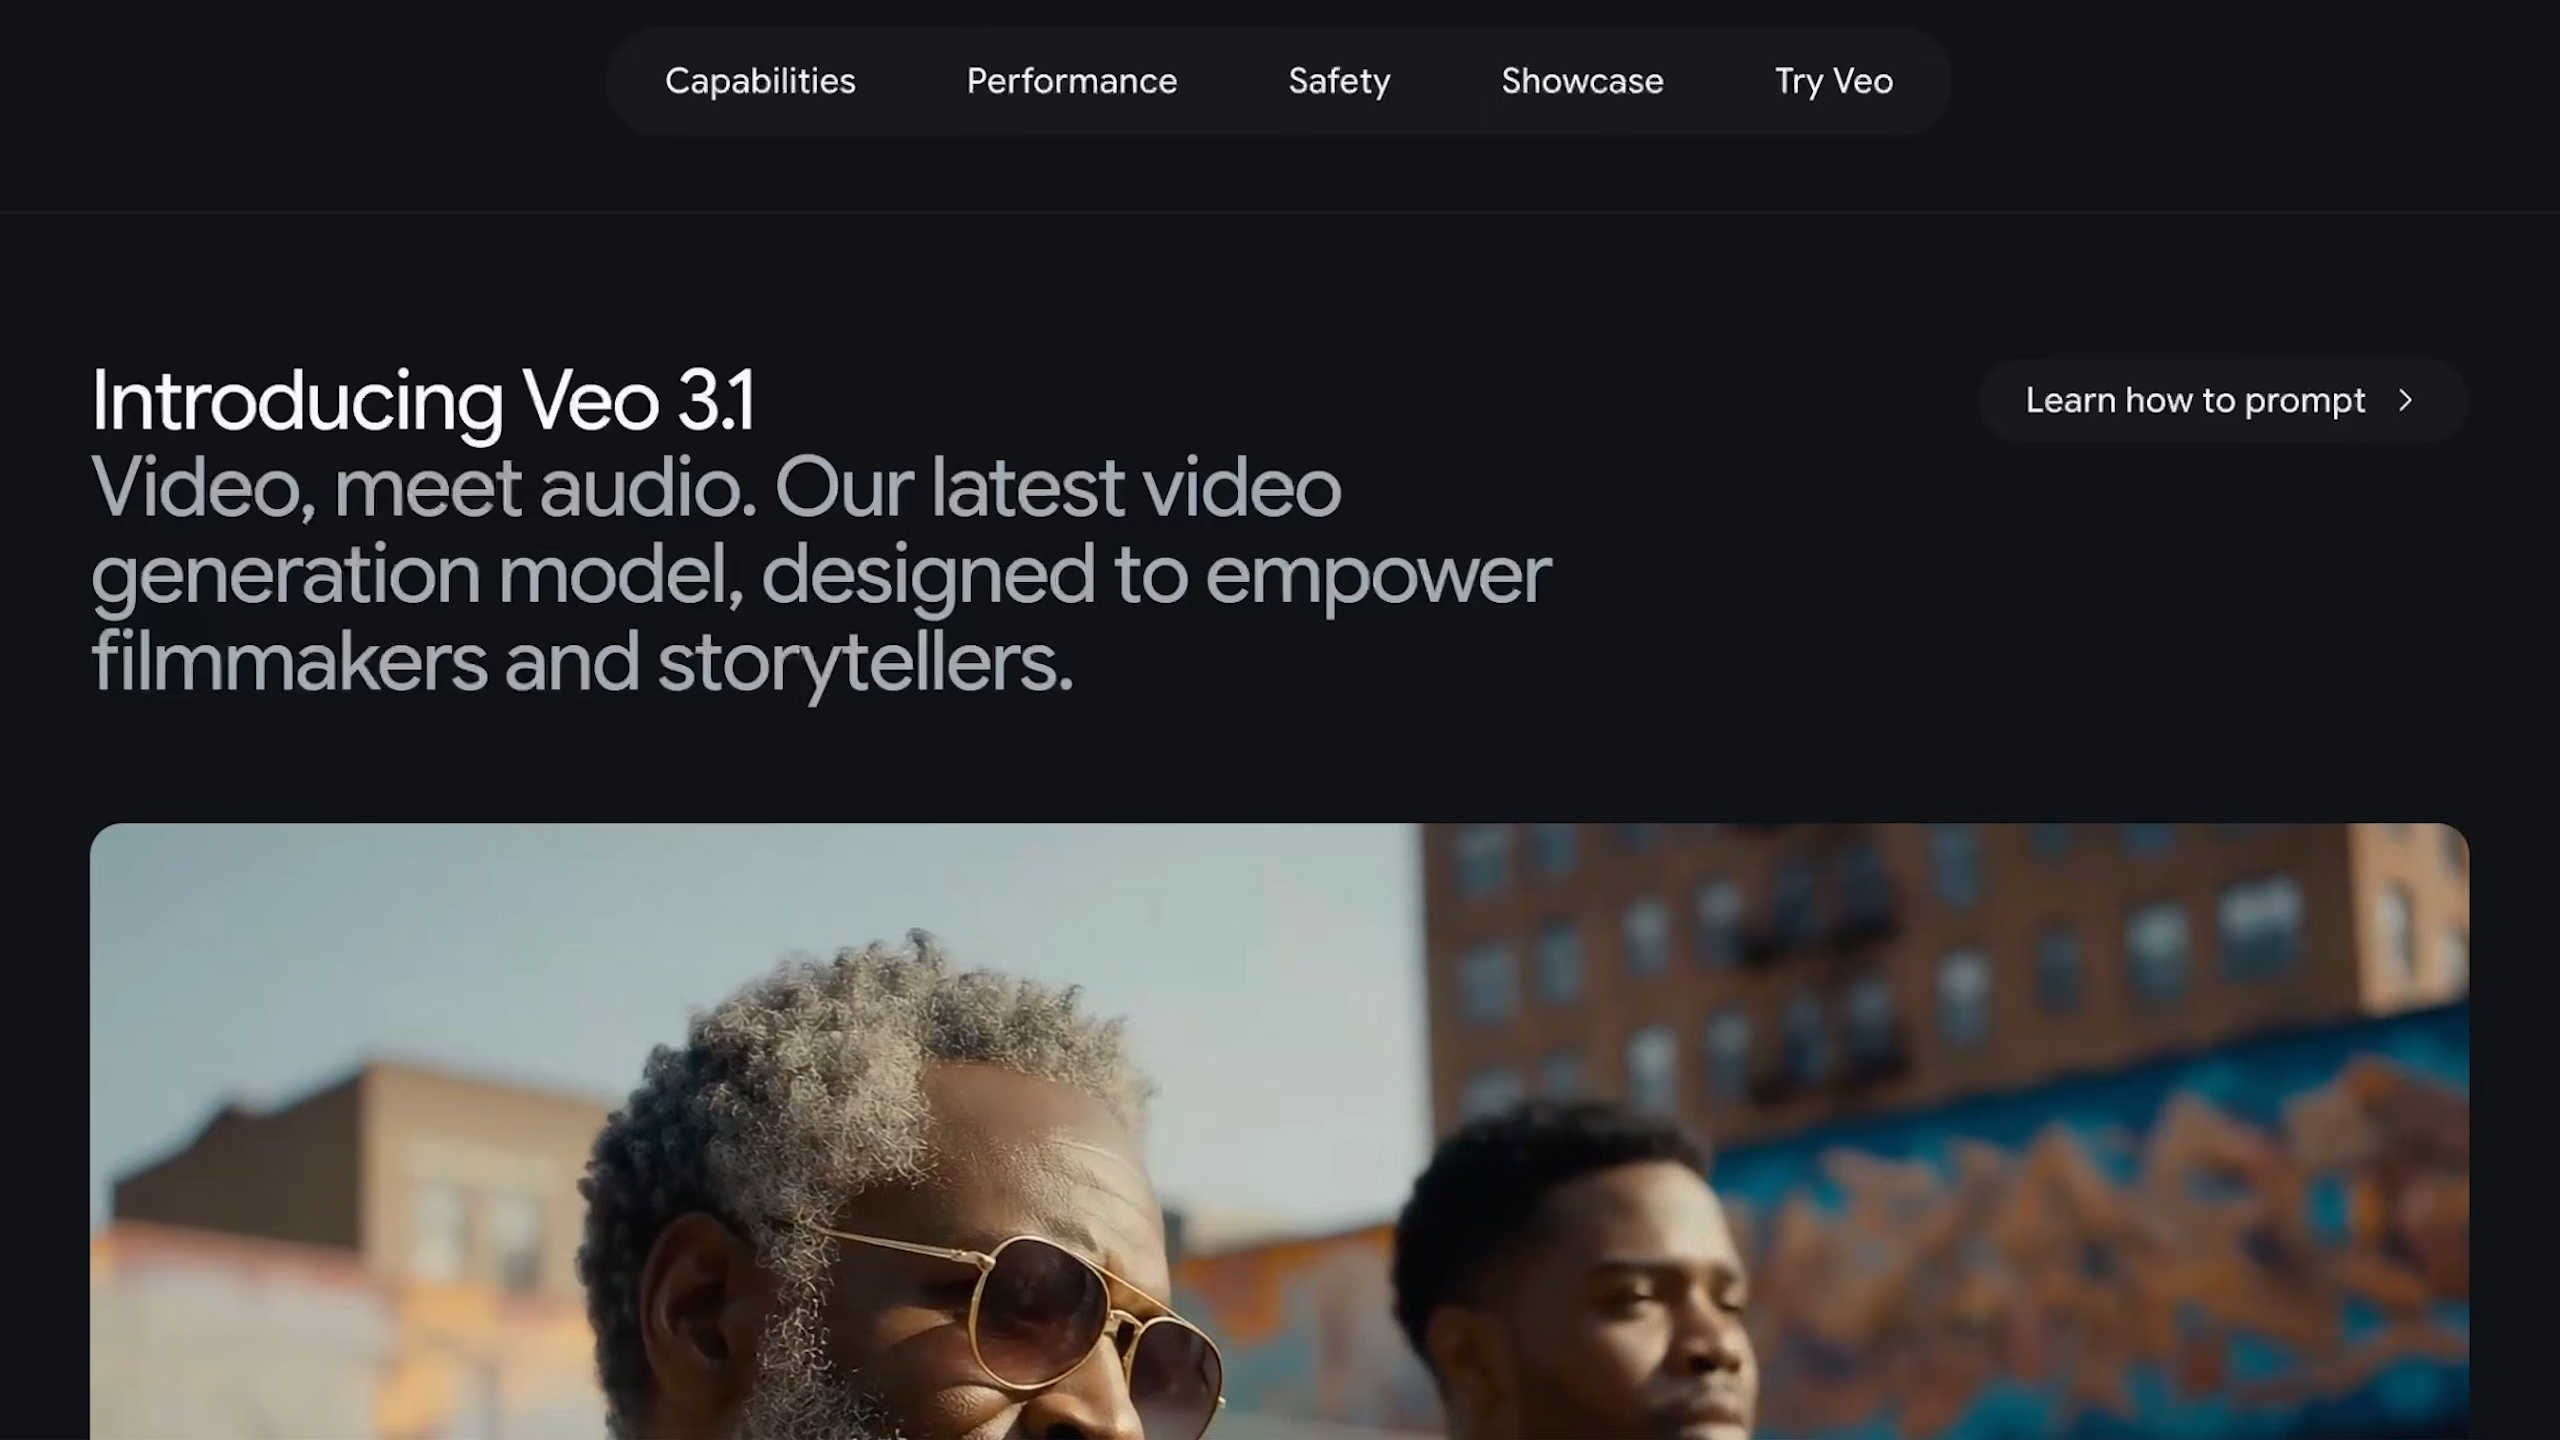 Capabilities
Performance
Safety
Showcase
Try Veo
Introducing Veo 3.1
Learn how to prompt
Video, meet audio. Our latest video
generation model, designed to empower
filmmakers and storytellers.